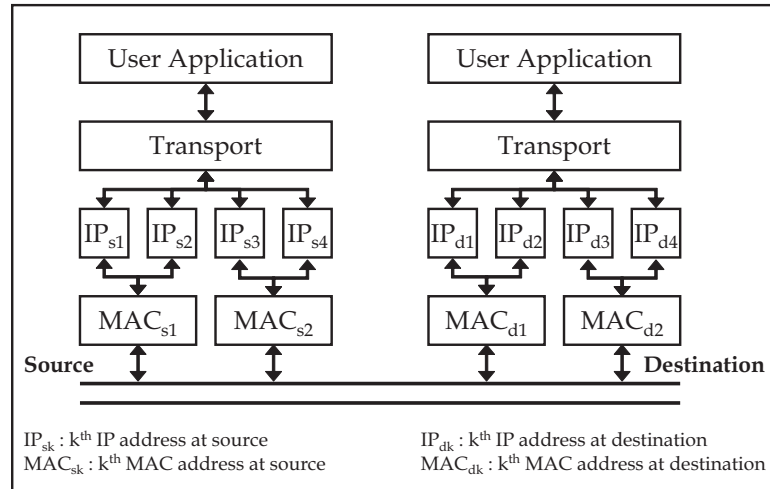 User Application User Application
Transport Transport
IPs1 IPs2 IPs3 IPs4 IPd1 IPd2 IPd3 IPd4
MACs1 MACs2 MACd1 MACd2
Source Destination
IPsk : kth IP address at source IPdk : kth IP address at destination
MACsk : kth MAC address at source MACdk : kth MAC address at destination